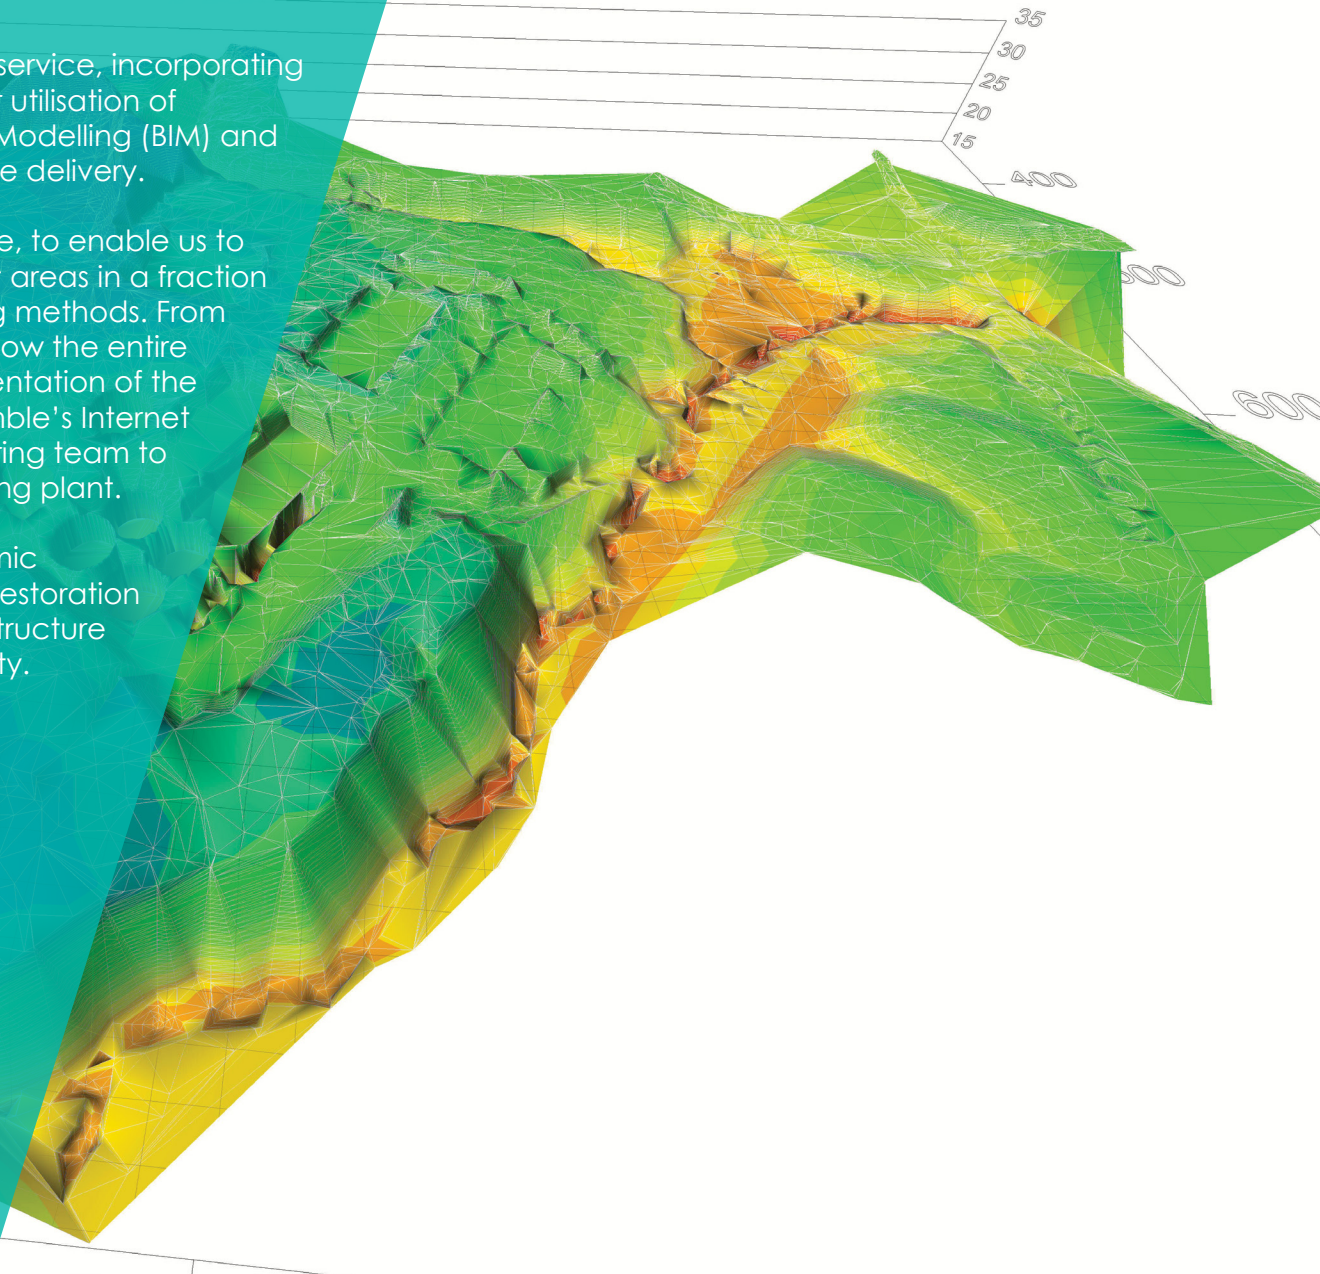 service, incorporating
utilisation of
Modelling (BIM) and
e delivery.
e, to enable us to
areas in a fraction
g methods. From
ow the entire
entation of the
nble's Internet
ring team to
ng plant.
nic
estoration
tructure
ty.
35
30
25
20
15
400
600